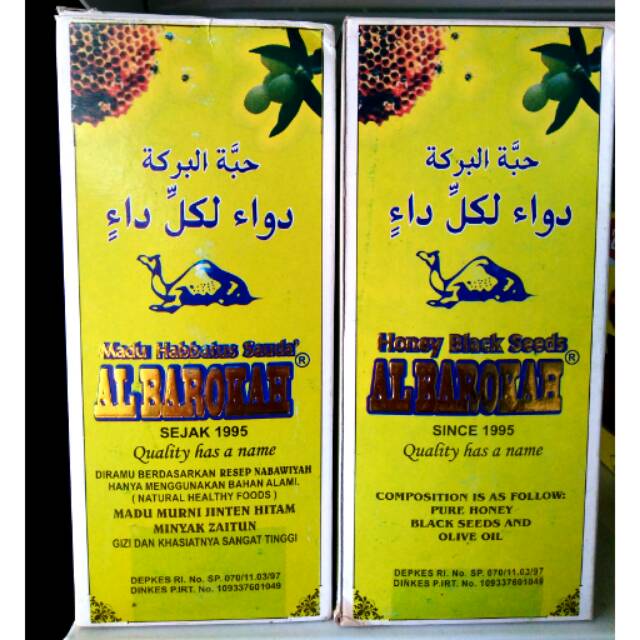 حبَّة البركة
دواء لكلِّ داءٍ
Madu Habbatus Sauda'
AL-BAROKAH®
SEJAK 1995
Quality has a name
DIRAMU BERDASARKAN RESEP NABAWIYAH
HANYA MENGGUNAKAN BAHAN ALAMI.
( NATURAL HEALTHY FOODS )
MADU MURNI JINTEN HITAM
MINYAK ZAITUN
GIZI DAN KHASIATNYA SANGAT TINGGI
DEPKES RI. No. SP. 070/11.03/97
DINKES P.IRT. No. 109337601049
حبَّة البركة
دواء لكلِّ داءٍ
Honey Black Seeds
AL-BAROKAH®
SINCE 1995
Quality has a name
COMPOSITION IS AS FOLLOW:
PURE HONEY
BLACK SEEDS AND
OLIVE OIL
DEPKES RI. No. SP. 070/11.03/97
DINKES P.IRT. No. 109337601049